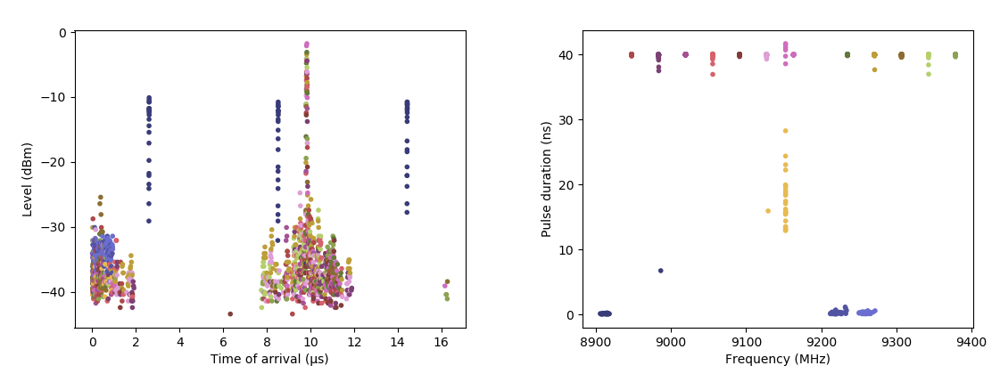 0
−10
−20
−30
−40
Level (dBm)
0 2 4 6 8 10 12 14 16
Time of arrival (µs)
40
30
20
10
0
Pulse duration (ns)
8900 9000 9100 9200 9300 9400
Frequency (MHz)